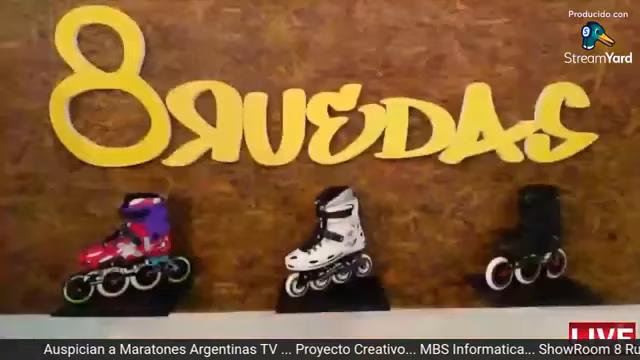 Producido con
StreamYard
8RUEDAS
LIVE
Auspician a Maratones Argentinas TV ... Proyecto Creativo... MBS Informatica... ShowRoom 8 Ru